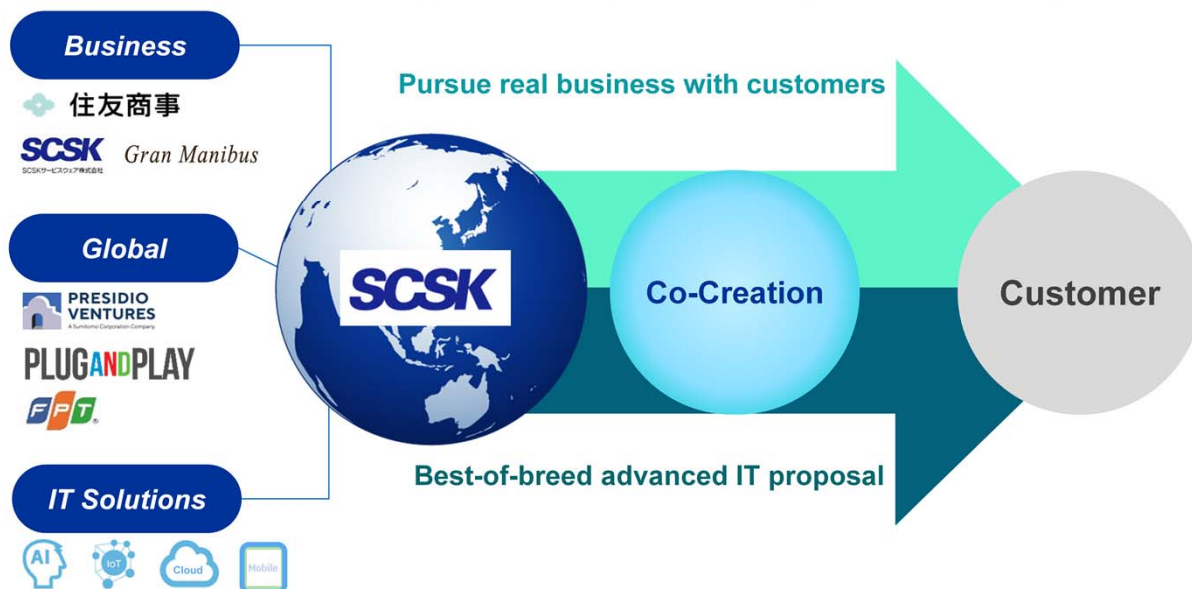 Business
住友商事
SCSK
SCSKサービスウェア株式会社
Gran Manibus
Global
PRESIDIO
VENTURES
A Sumitomo Corporation Company
PLUGANDPLAY
FPT®
IT Solutions
AI
IoT
Cloud
Mobile
SCSK
Pursue real business with customers
Co-Creation
Customer
Best-of-breed advanced IT proposal